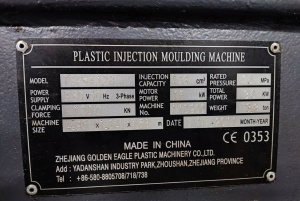 PLASTIC INJECTION MOULDING MACHINE
MODEL INJECTION CAPACITY cm³ RATED PRESSURE MPa
POWER SUPPLY V Hz 3-Phase MOTOR POWER kW TOTAL POWER KW
CLAMPING FORCE KN MACHINE No. WEIGHT ton
MACHINE SIZE x x m DATE - MONTH-YEAR
MADE IN CHINA
CE 0353
ZHEJIANG GOLDEN EAGLE PLASTIC MACHINERY CO.. LTD.
Add : YADANSHAN INDUSTRY PARK,ZHOUSHAN,ZHEJIANG PROVINCE
Tel : +86-580-8805708/718/738